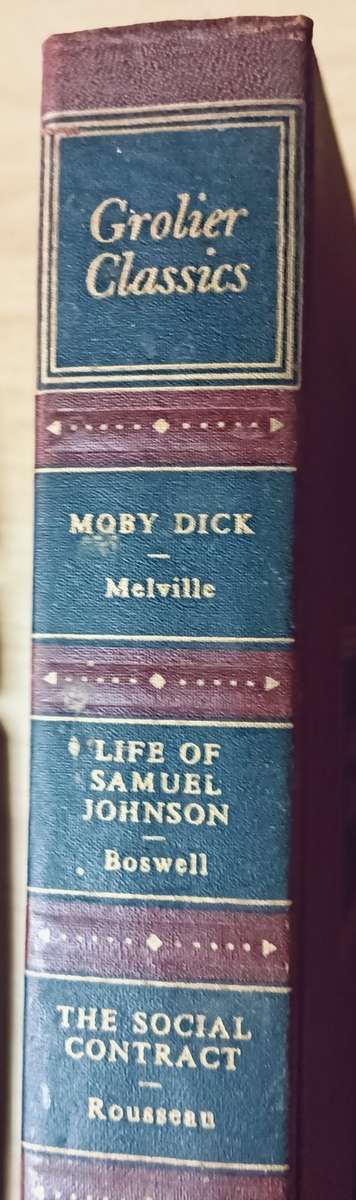 Grolier
Classics
MOBY DICK
—
Melville
LIFE OF
SAMUEL
JOHNSON
—
Boswell
THE SOCIAL
CONTRACT
—
Rousseau